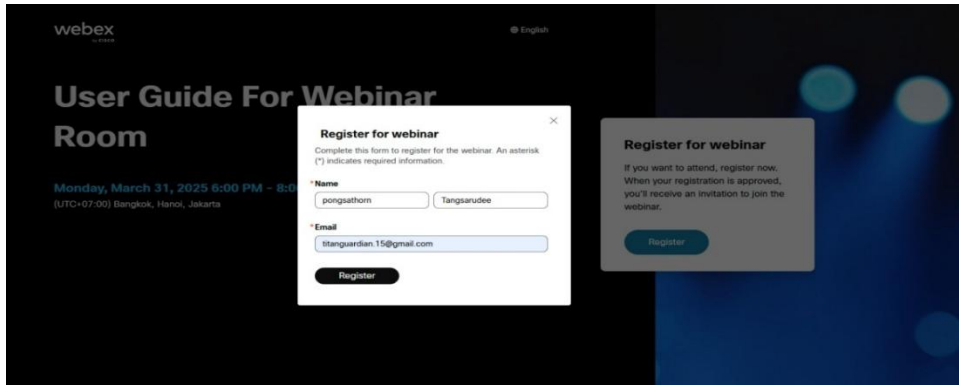 webex
by CISCO
English
User Guide For Webinar
Room
Monday, March 31, 2025 6:00 PM - 8:0
(UTC+07:00) Bangkok, Hanoi, Jakarta
Register for webinar
Complete this form to register for the webinar. An asterisk
(*) indicates required information.
*Name
pongsathorn Tangsarudee
*Email
titanguardian.15@gmail.com
Register
Register for webinar
If you want to attend, register now.
When your registration is approved,
you'll receive an invitation to join the
webinar.
Register